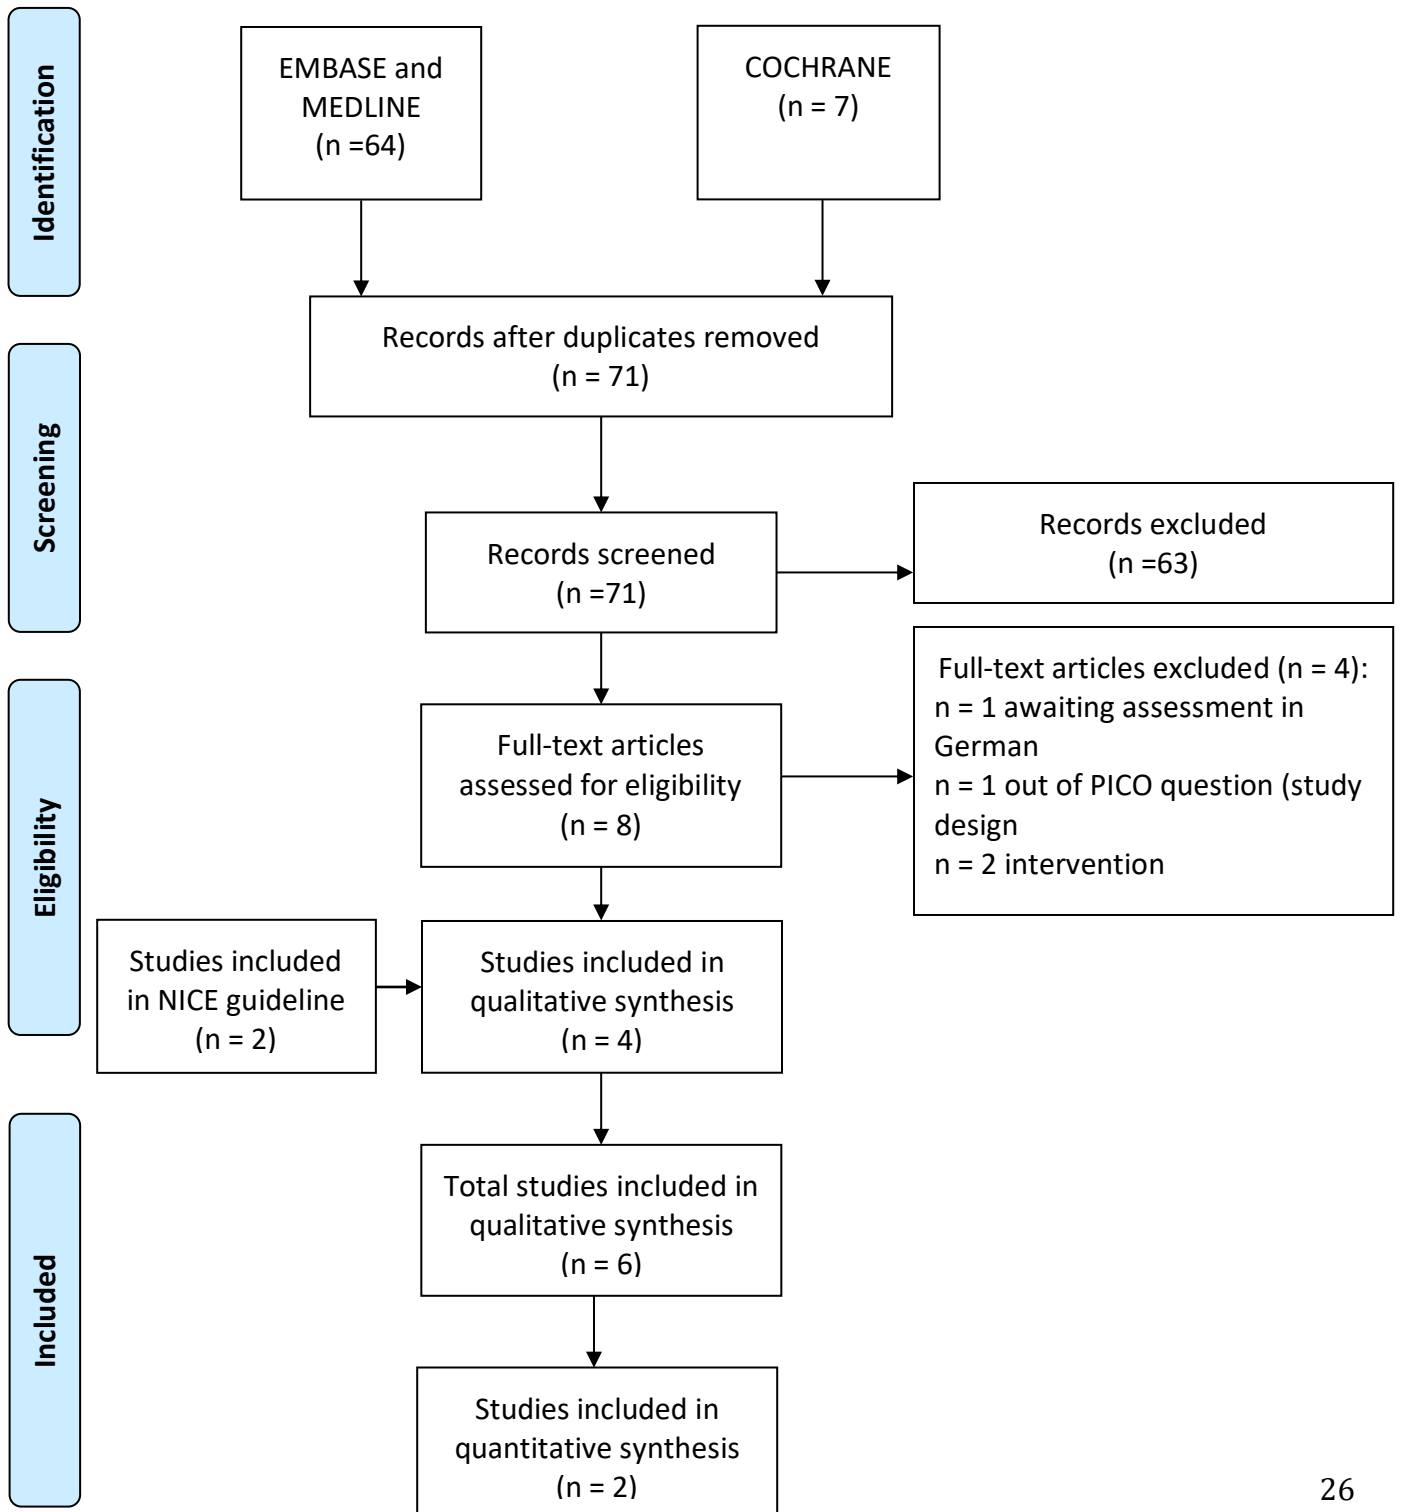 Identification
EMBASE and
MEDLINE
(n =64)
COCHRANE
(n = 7)
Records after duplicates removed
(n = 71)
Screening
Records screened
(n =71)
Records excluded
(n =63)
Eligibility
Full-text articles
assessed for eligibility
(n = 8)
Full-text articles excluded (n = 4):
n = 1 awaiting assessment in
German
n = 1 out of PICO question (study
design
n = 2 intervention
Studies included
in NICE guideline
(n = 2)
Studies included in
qualitative synthesis
(n = 4)
Included
Total studies included in
qualitative synthesis
(n = 6)
Studies included in
quantitative synthesis
(n = 2)
26